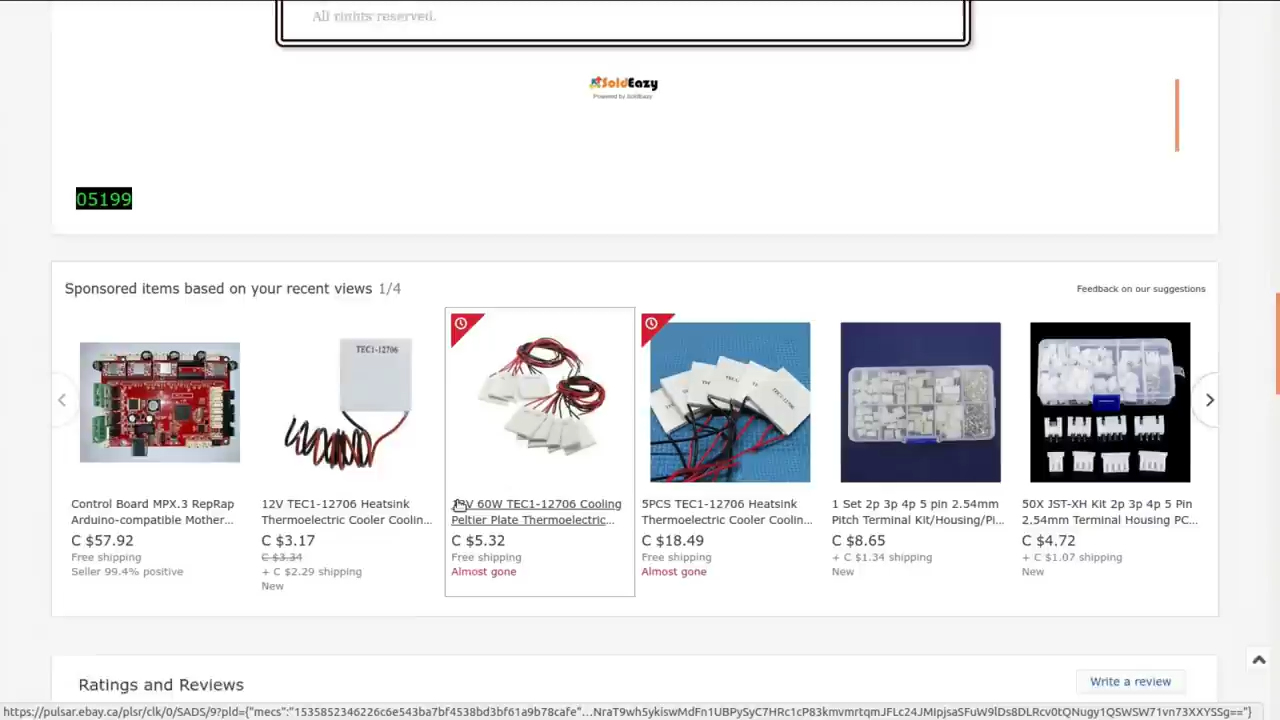 All rights reserved.
SoldEazy
Powered by SoldEazy
05199
Sponsored items based on your recent views 1/4
Feedback on our suggestions
TEC1-12706
Control Board MPX.3 RepRap
Arduino-compatible Mother...
C $57.92
Free shipping
Seller 99.4% positive
12V TEC1-12706 Heatsink
Thermoelectric Cooler Coolin...
C $3.17
C $3.34
+ C $2.29 shipping
New
60W TEC1-12706 Cooling
Peltier Plate Thermoelectric...
C $5.32
Free shipping
Almost gone
5PCS TEC1-12706 Heatsink
Thermoelectric Cooler Coolin...
C $18.49
Free shipping
Almost gone
1 Set 2p 3p 4p 5 pin 2.54mm
Pitch Terminal Kit/Housing/Pi...
C $8.65
+ C $1.34 shipping
New
50X JST-XH Kit 2p 3p 4p 5 Pin
2.54mm Terminal Housing PC...
C $4.72
+ C $1.07 shipping
New
Ratings and Reviews
Write a review